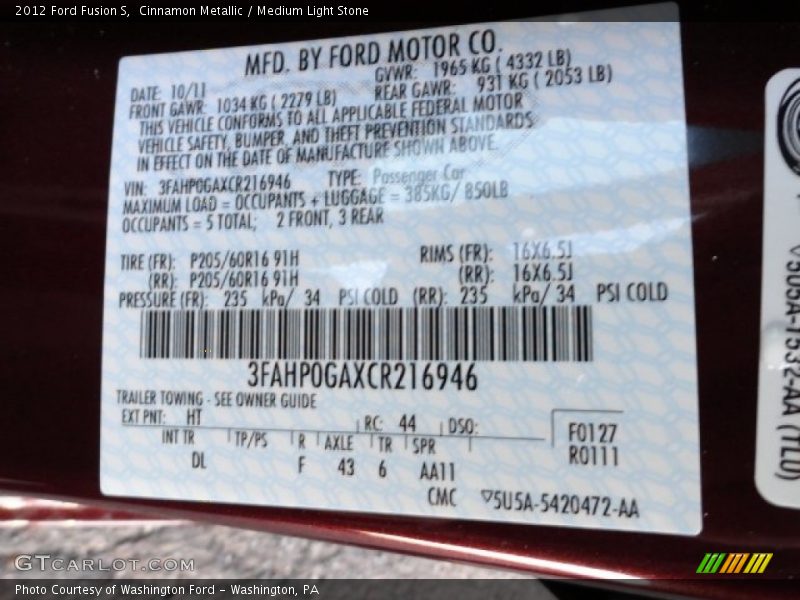 2012 Ford Fusion S,  Cinnamon Metallic / Medium Light Stone
MFD. BY FORD MOTOR CO.
DATE: 10/11 GVWR: 1965 KG ( 4332 LB)
FRONT GAWR: 1034 KG ( 2279 LB) REAR GAWR: 931 KG ( 2053 LB)
THIS VEHICLE CONFORMS TO ALL APPLICABLE FEDERAL MOTOR
VEHICLE SAFETY, BUMPER, AND THEFT PREVENTION STANDARDS
IN EFFECT ON THE DATE OF MANUFACTURE SHOWN ABOVE.
VIN: 3FAHP0GAXCR216946 TYPE: Passenger Car
MAXIMUM LOAD = OCCUPANTS + LUGGAGE = 385KG/ 850LB
OCCUPANTS = 5 TOTAL; 2 FRONT, 3 REAR
TIRE (FR): P205/60R16 91H RIMS (FR): 16X6.5J
(RR): P205/60R16 91H (RR): 16X6.5J
PRESSURE (FR): 235 kPa/ 34 PSI COLD (RR): 235 kPa/ 34 PSI COLD
3FAHP0GAXCR216946
TRAILER TOWING - SEE OWNER GUIDE
EXT PNT: HT RC: 44 DSO: F0127
INT TR TP/PS R AXLE TR SPR R0111
DL F 43 6 AA11
CMC 5U5A-5420472-AA
5U5A-1532-AA (TLD)
GTCARLOT.COM
Photo Courtesy of Washington Ford - Washington, PA